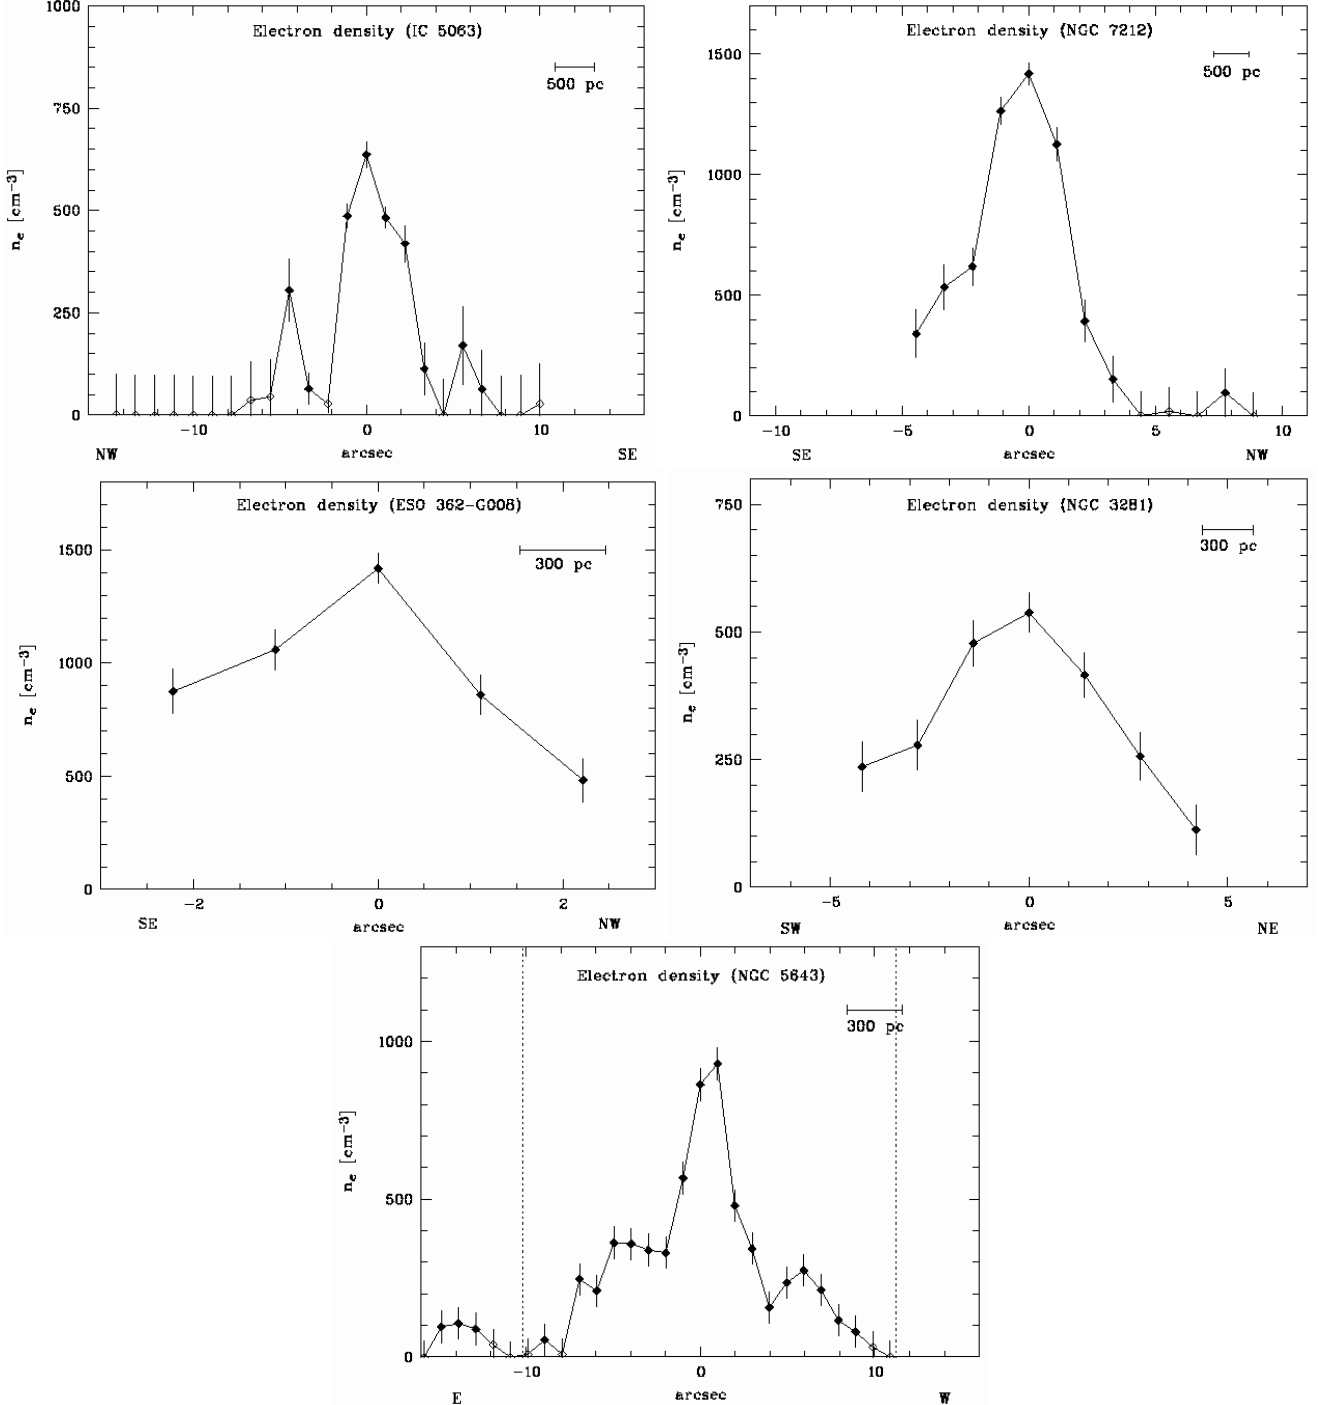 Electron density (IC 5063)
500 pc
1000
750
500
250
0
n_e [cm−3]
−10 0 10
NW arcsec SE
Electron density (NGC 7212)
500 pc
1500
1000
500
0
n_e [cm−3]
−10 −5 0 5 10
SE arcsec NW
Electron density (ESO 362−G008)
300 pc
1500
1000
500
0
n_e [cm−3]
−2 0 2
SE arcsec NW
Electron density (NGC 3281)
300 pc
750
500
250
0
n_e [cm−3]
−5 0 5
SW arcsec NE
Electron density (NGC 5643)
300 pc
1000
500
0
n_e [cm−3]
−10 0 10
E arcsec W